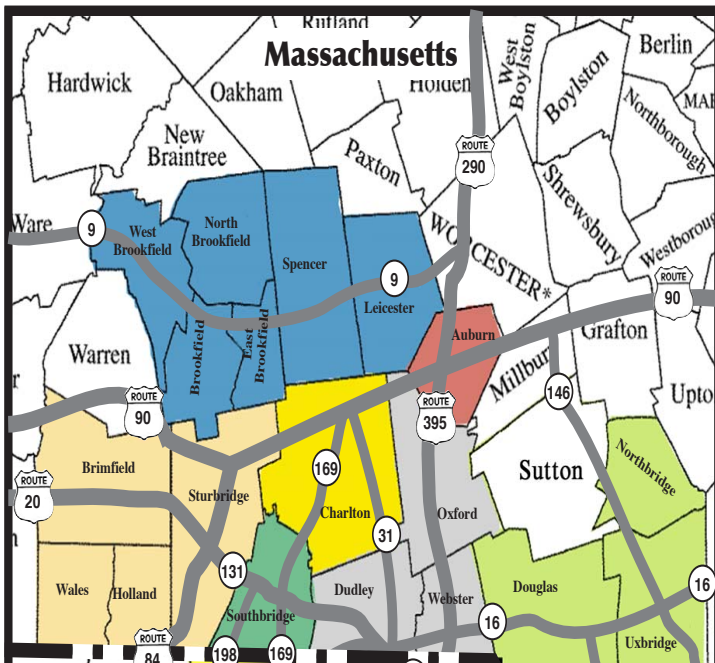 Rutland
Massachusetts
Hardwick
Oakham
Holden
West
Boylston
Boylston
Berlin
Northborough
New
Braintree
Paxton
ROUTE
290
Shrewsbury
Ware
9
West
Brookfield
North
Brookfield
Spencer
WORCESTER*
9
Leicester
ROUTE
90
Warren
Brookfield
East
Brookfield
Auburn
Millbury
Grafton
ROUTE
90
ROUTE
395
146
Brimfield
Sturbridge
169
Charlton
31
Oxford
Sutton
Northbridge
ROUTE
20
131
Wales
Holland
Southbridge
Dudley
Webster
16
Douglas
16
Uxbridge
ROUTE
84
198
169